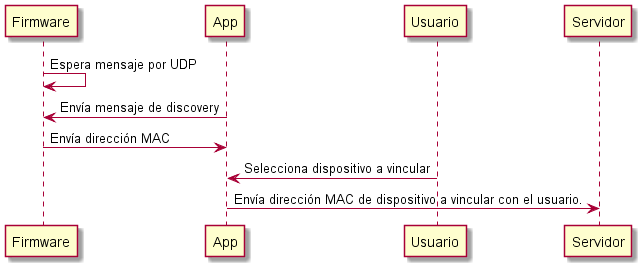 Firmware App Usuario Servidor
Espera mensaje por UDP
Envía mensaje de discovery
Envía dirección MAC
Selecciona dispositivo a vincular
Envía dirección MAC de dispositivo a vincular con el usuario.
Firmware App Usuario Servidor